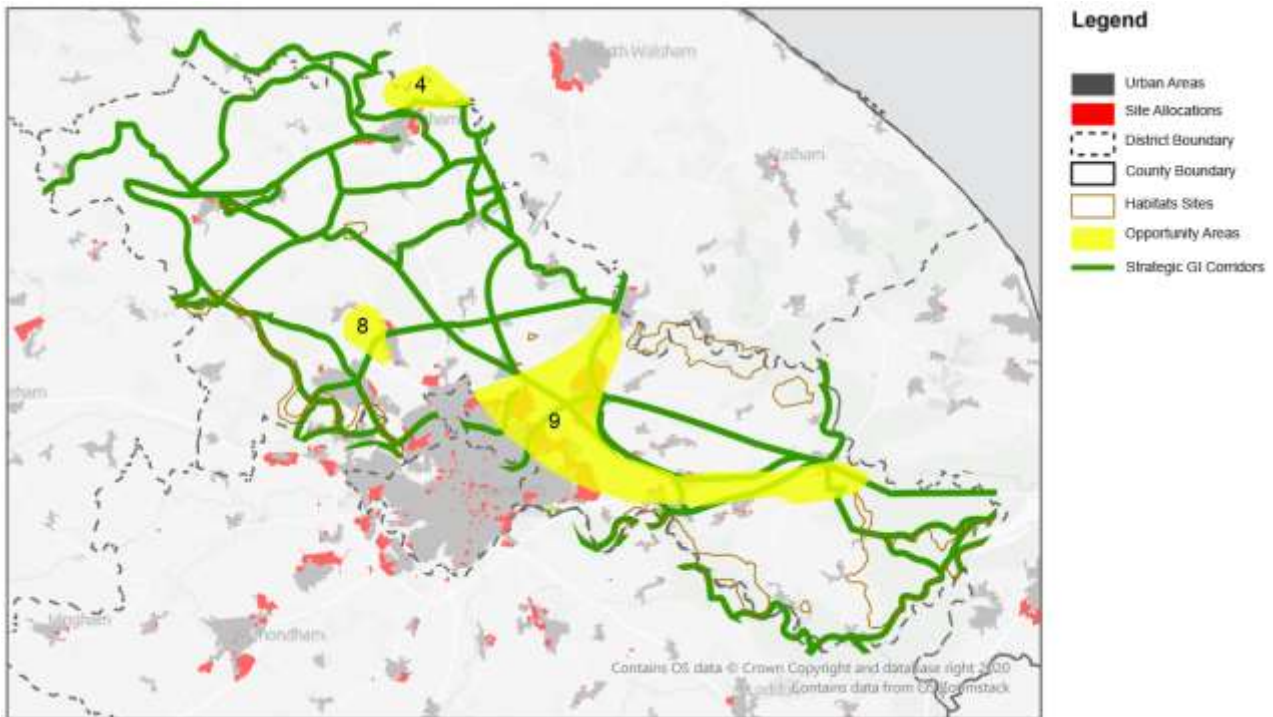 Legend
Urban Areas
Site Allocations
District Boundary
County Boundary
Habitats Sites
Opportunity Areas
Strategic GI Corridors
4
8
9
Contains OS data © Crown Copyright and database right 2020